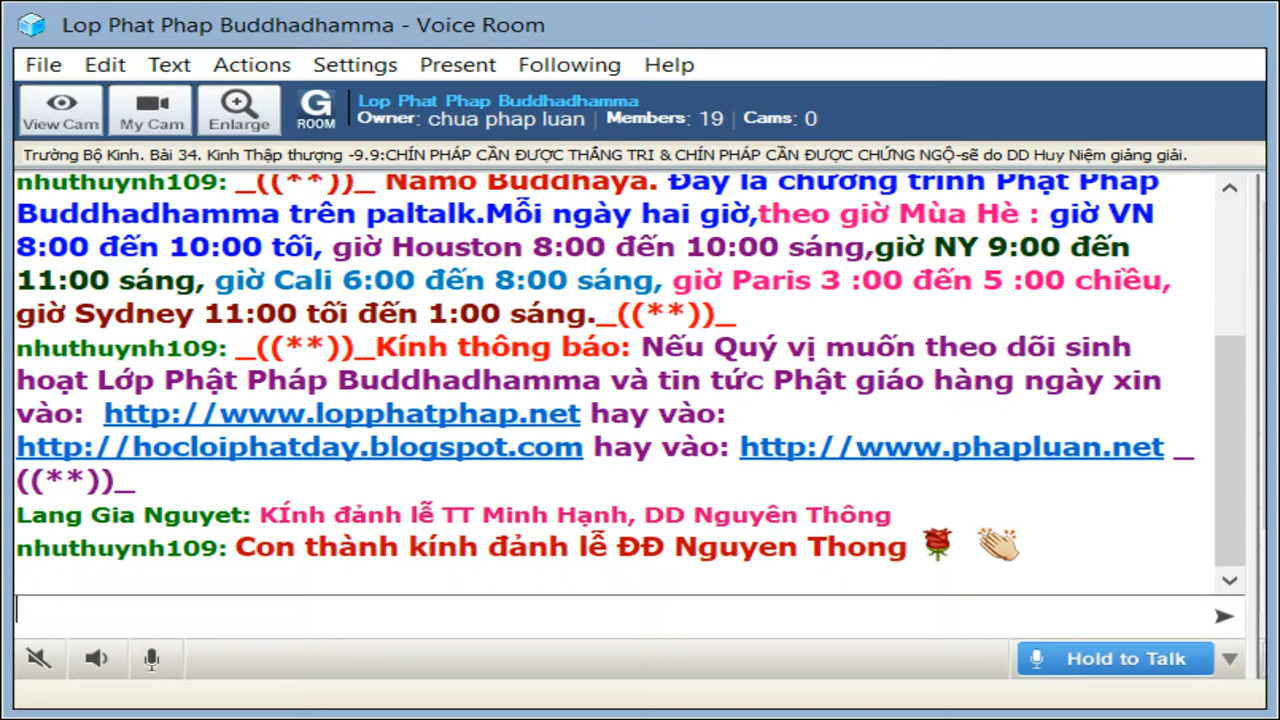 Lop Phat Phap Buddhadhamma - Voice Room
File Edit Text Actions Settings Present Following Help
View Cam My Cam Enlarge G ROOM
Lop Phat Phap Buddhadhamma
Owner: chua phap luan | Members: 19 | Cams: 0
Trường Bộ Kinh. Bài 34. Kinh Thập thượng -9.9:CHÍN PHÁP CẦN ĐƯỢC THẮNG TRI & CHÍN PHÁP CẦN ĐƯỢC CHỨNG NGỘ-sẽ do DD Huy Niệm giảng giải.
nhuthuynh109: _((**))_ Namo Buddhaya. Đây là chương trình Phật Pháp
Buddhadhamma trên paltalk.Mỗi ngày hai giờ,theo giờ Mùa Hè : giờ VN
8:00 đến 10:00 tối, giờ Houston 8:00 đến 10:00 sáng,giờ NY 9:00 đến
11:00 sáng, giờ Cali 6:00 đến 8:00 sáng, giờ Paris 3 :00 đến 5 :00 chiều,
giờ Sydney 11:00 tối đến 1:00 sáng._((**))_
nhuthuynh109: _((**))_Kính thông báo: Nếu Quý vị muốn theo dõi sinh
hoạt Lớp Phật Pháp Buddhadhamma và tin tức Phật giáo hàng ngày xin
vào: http://www.lopphatphap.net hay vào:
http://hocloiphatday.blogspot.com hay vào: http://www.phapluan.net _
((**))_
Lang Gia Nguyet: KÍnh đảnh lễ TT Minh Hạnh, DD Nguyên Thông
nhuthuynh109: Con thành kính đảnh lễ ĐĐ Nguyen Thong
Hold to Talk